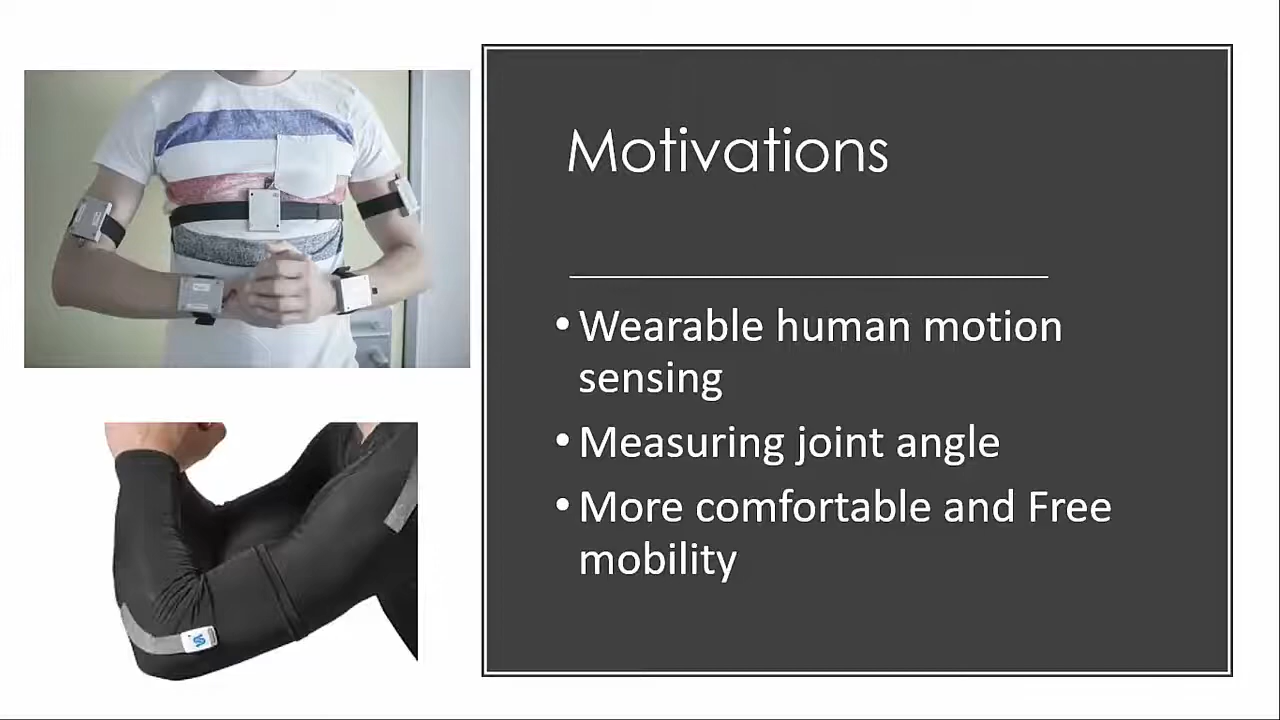 Motivations
• Wearable human motion
sensing
• Measuring joint angle
• More comfortable and Free
mobility